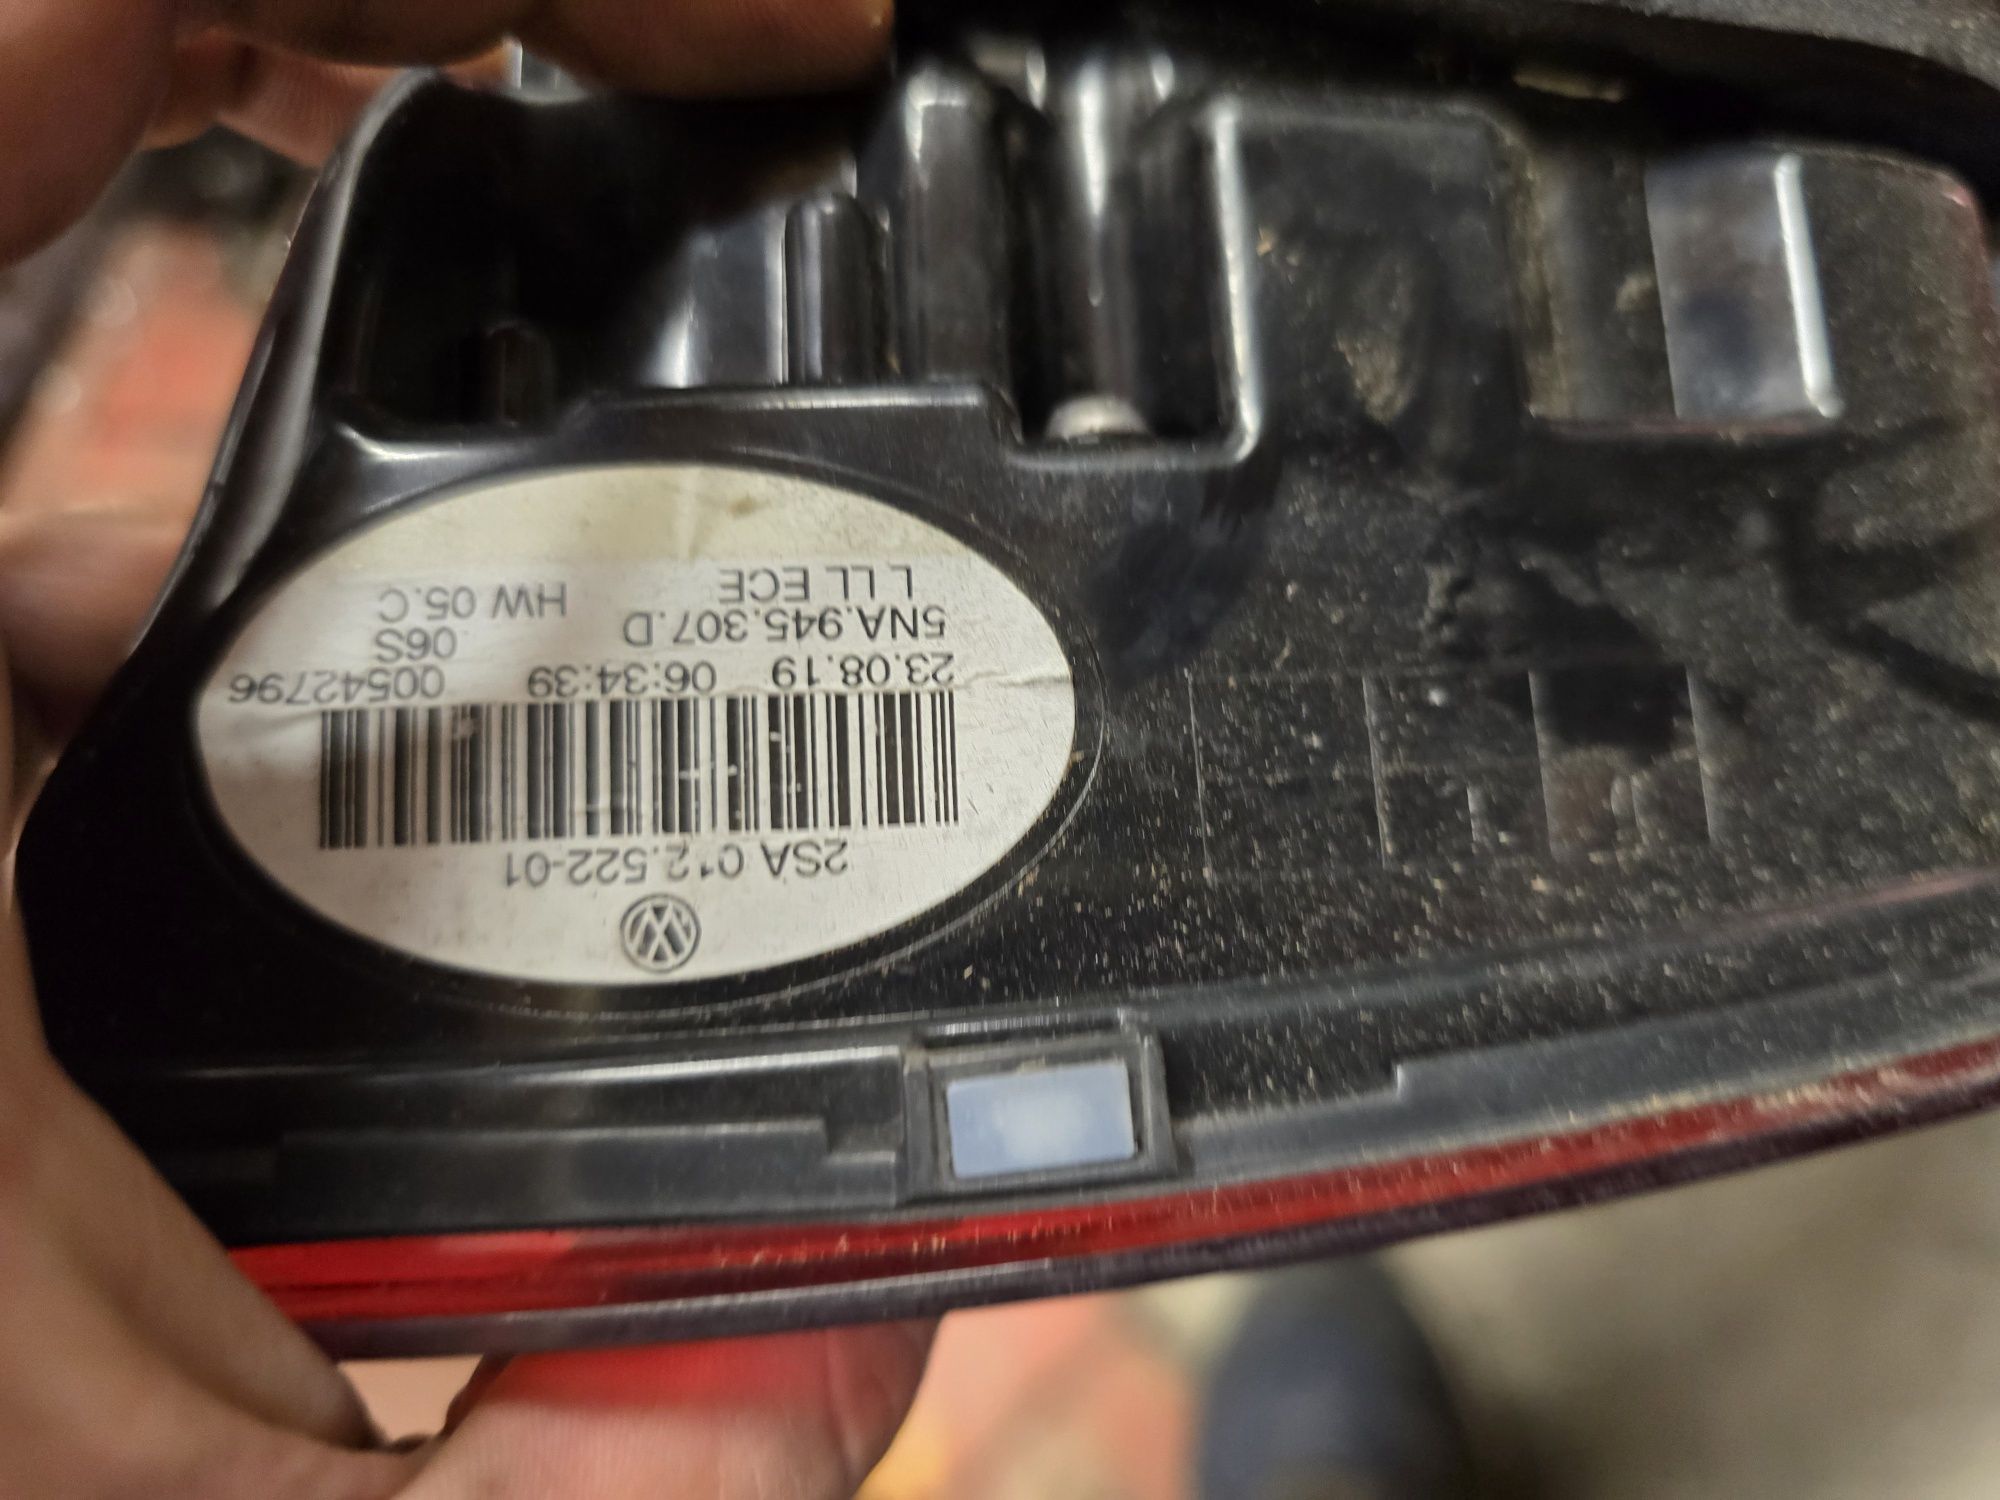 2SA 012.522-01
23.08.19 06:34:39 00542796
5NA.945.307.D 06S
L LL ECE HW 05.C